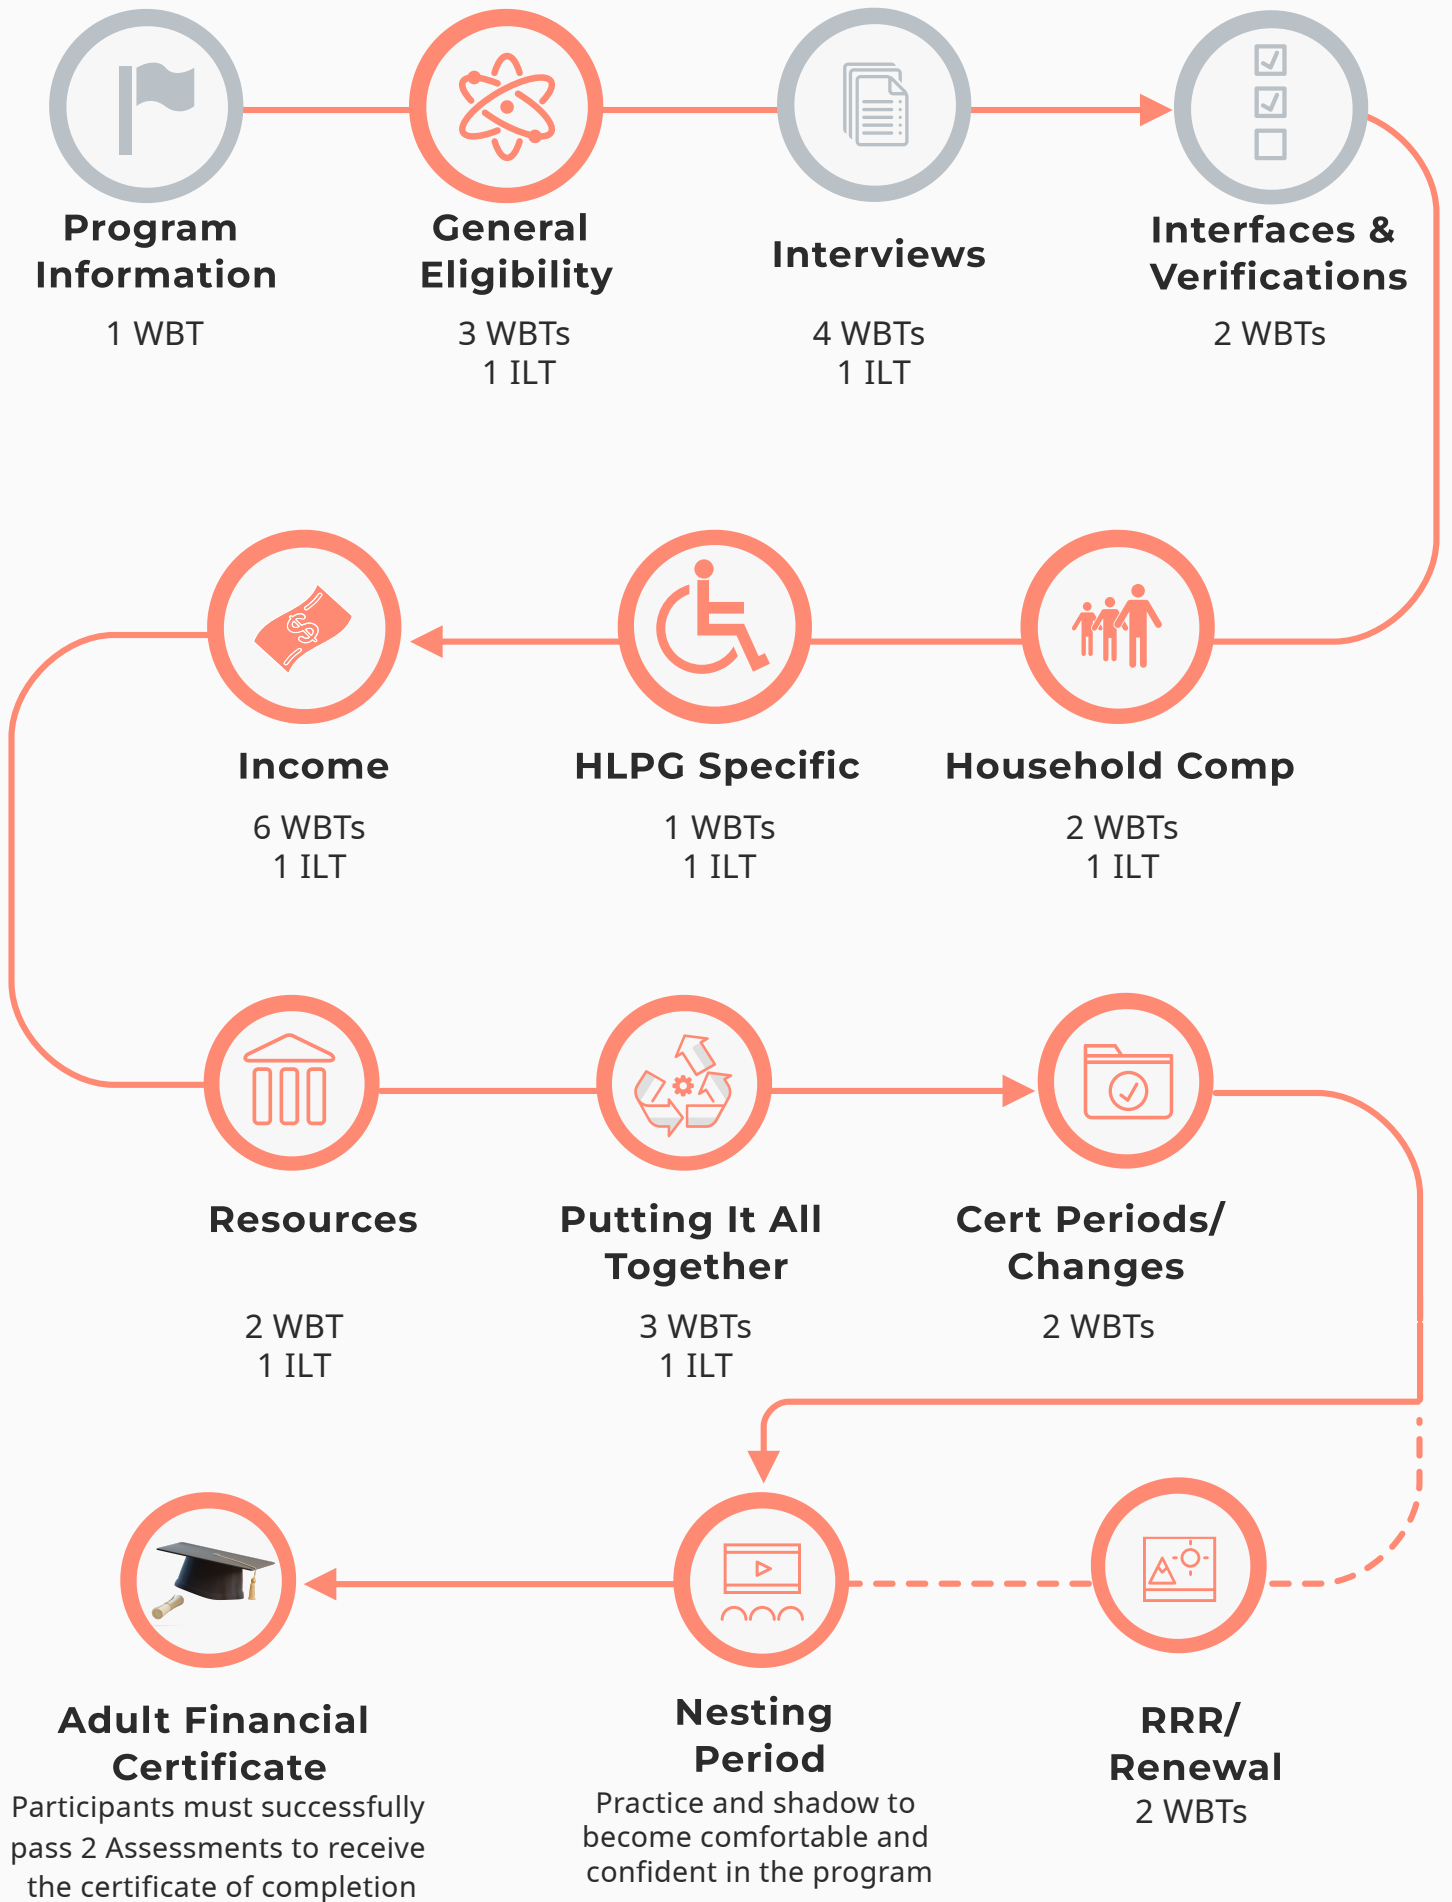 Program
Information
1 WBT
General
Eligibility
3 WBTs
1 ILT
Interviews
4 WBTs
1 ILT
Interfaces &
Verifications
2 WBTs
Income
6 WBTs
1 ILT
HLPG Specific
1 WBTs
1 ILT
Household Comp
2 WBTs
1 ILT
Resources
2 WBT
1 ILT
Putting It All
Together
3 WBTs
1 ILT
Cert Periods/
Changes
2 WBTs
Adult Financial
Certificate
Participants must successfully
pass 2 Assessments to receive
the certificate of completion
Nesting
Period
Practice and shadow to
become comfortable and
confident in the program
RRR/
Renewal
2 WBTs